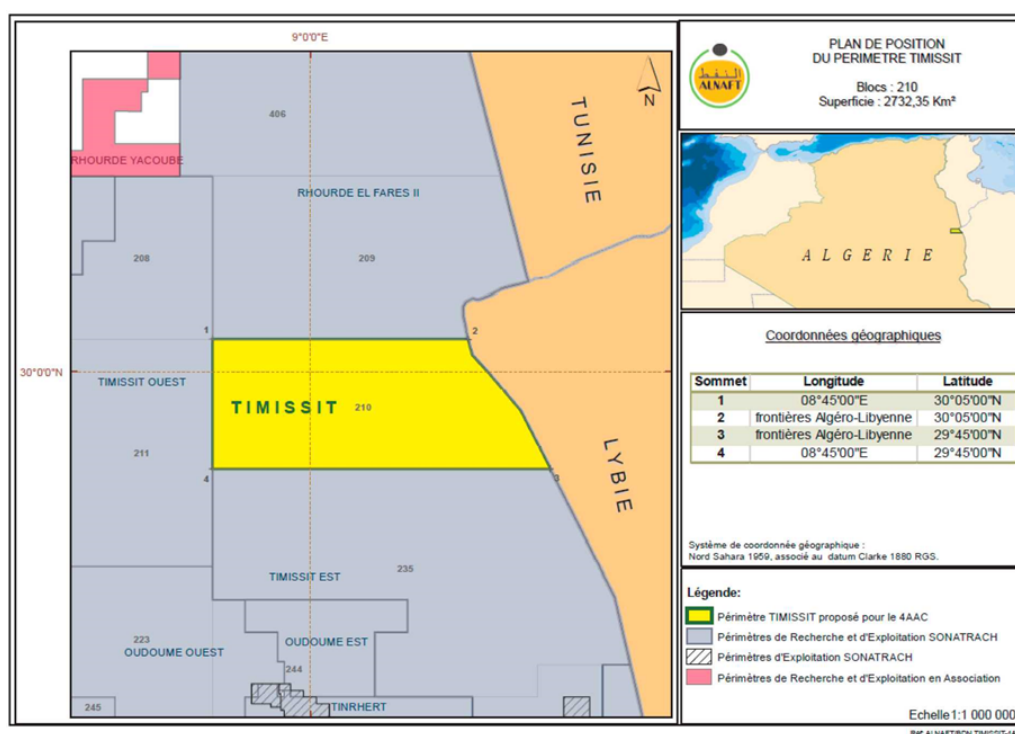 9°0'0"E
406
RHOURDE YACOUBE
RHOURDE EL FARES II
208
209
TUNISIE
N
1
2
30°0'0"N
TIMISSIT OUEST
TIMISSIT
210
211
4
3
LYBIE
TIMISSIT EST
235
223
OUDOUME OUEST
OUDOUME EST
244
245
TINRHERT
ALNAFT
PLAN DE POSITION
DU PERIMETRE TIMISSIT
Blocs : 210
Superficie : 2732,35 Km²
ALGERIE
Coordonnées géographiques
Sommet Longitude Latitude
1 08°45'00"E 30°05'00"N
2 frontières Algéro-Libyenne 30°05'00"N
3 frontières Algéro-Libyenne 29°45'00"N
4 08°45'00"E 29°45'00"N
Système de coordonnée géographique :
Nord Sahara 1959, associé au datum Clarke 1880 RGS.
Légende:
Périmètre TIMISSIT proposé pour le 4AAC
Périmètres de Recherche et d'Exploitation SONATRACH
Périmètres d'Exploitation SONATRACH
Périmètres de Recherche et d'Exploitation en Association
Echelle1:1 000 000